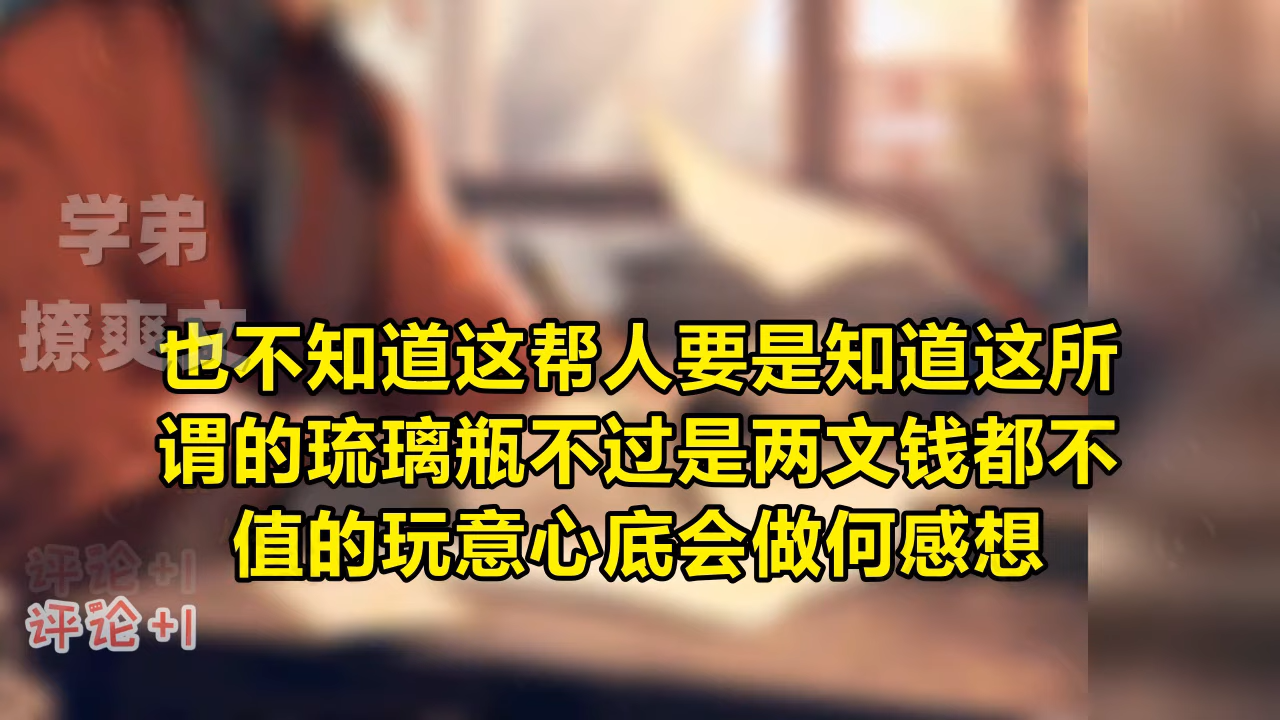 学弟
撩爽文
也不知道这帮人要是知道这所
谓的琉璃瓶不过是两文钱都不
值的玩意心底会做何感想
评论+1
评论+1